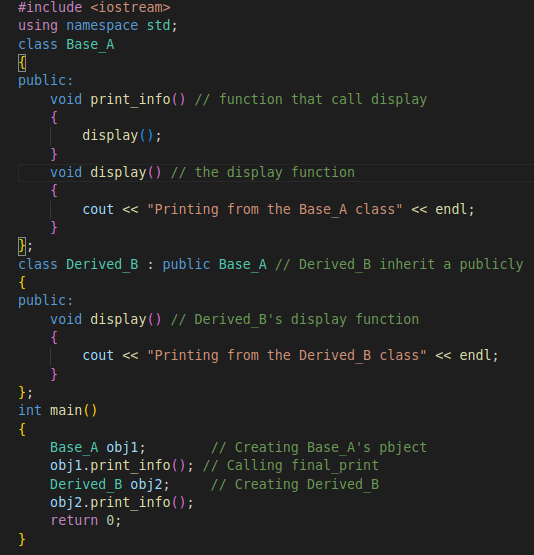 #include <iostream>
using namespace std;
class Base_A
{
public:
    void print_info() // function that call display
    {
        display();
    }
    void display() // the display function
    {
        cout << "Printing from the Base_A class" << endl;
    }
};
class Derived_B : public Base_A // Derived_B inherit a publicly
{
public:
    void display() // Derived_B's display function
    {
        cout << "Printing from the Derived_B class" << endl;
    }
};
int main()
{
    Base_A obj1;        // Creating Base_A's pbject
    obj1.print_info(); // Calling final_print
    Derived_B obj2;     // Creating Derived_B
    obj2.print_info();
    return 0;
}